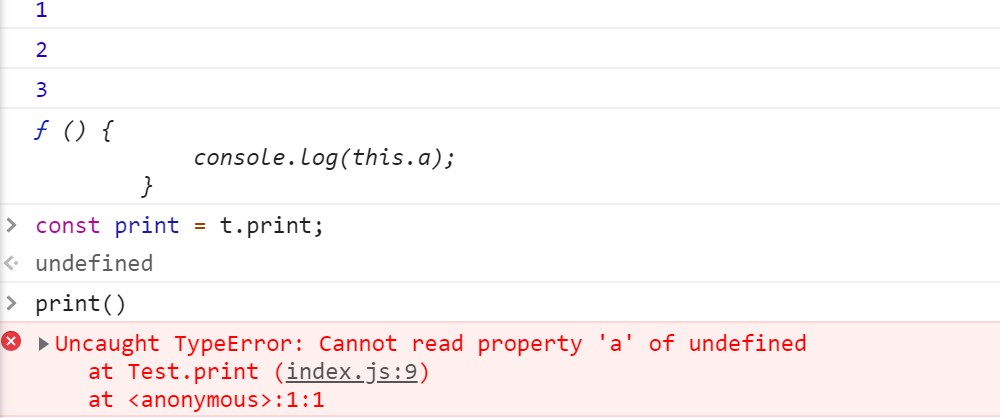 1
2
3
ƒ () {
console.log(this.a);
}
> const print = t.print;
<· undefined
> print()
▶Uncaught TypeError: Cannot read property 'a' of undefined
at Test.print (index.js:9)
at <anonymous>:1:1